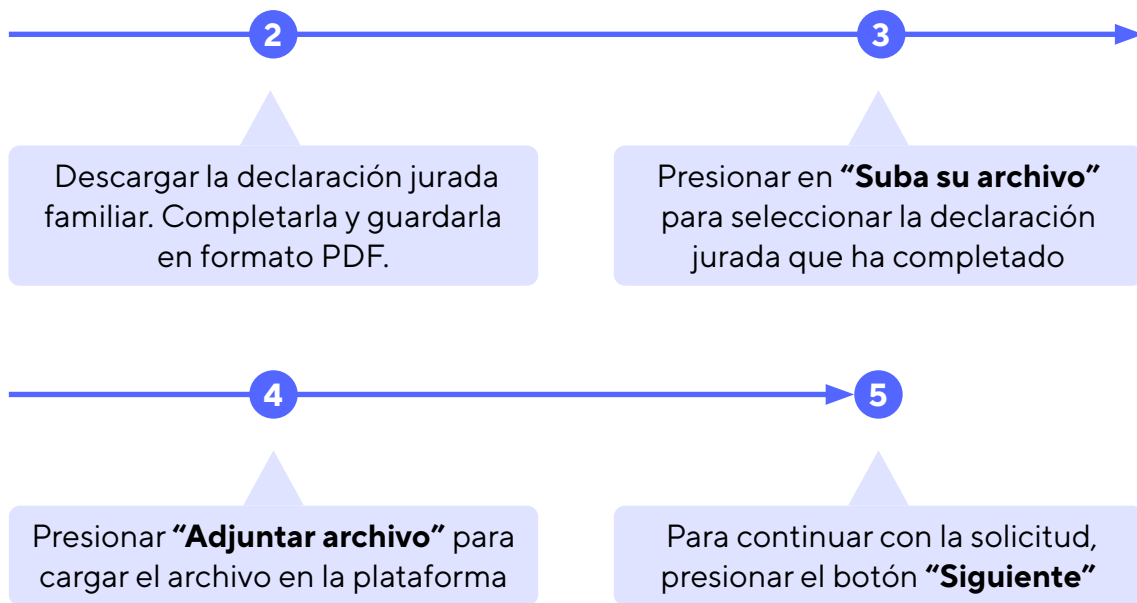 2
3
Descargar la declaración jurada
familiar. Completarla y guardarla
en formato PDF.
Presionar en “Suba su archivo”
para seleccionar la declaración
jurada que ha completado
4
5
Presionar “Adjuntar archivo” para
cargar el archivo en la plataforma
Para continuar con la solicitud,
presionar el botón “Siguiente”